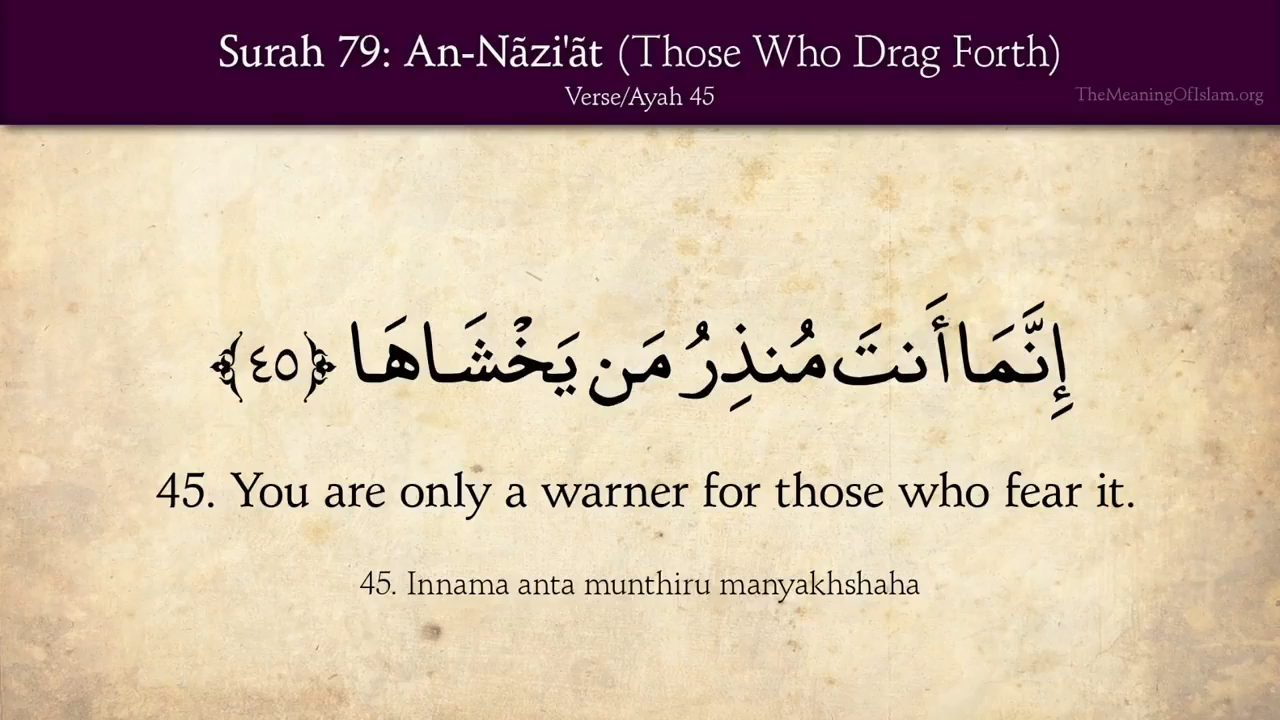 Surah 79: An-Nãzi'ãt (Those Who Drag Forth)
Verse/Ayah 45
TheMeaningOfIslam.org
إِنَّمَا أَنتَ مُنذِرُ مَن يَخْشَاهَا ﴿٤٥﴾
45. You are only a warner for those who fear it.
45. Innama anta munthiru manyakhshaha